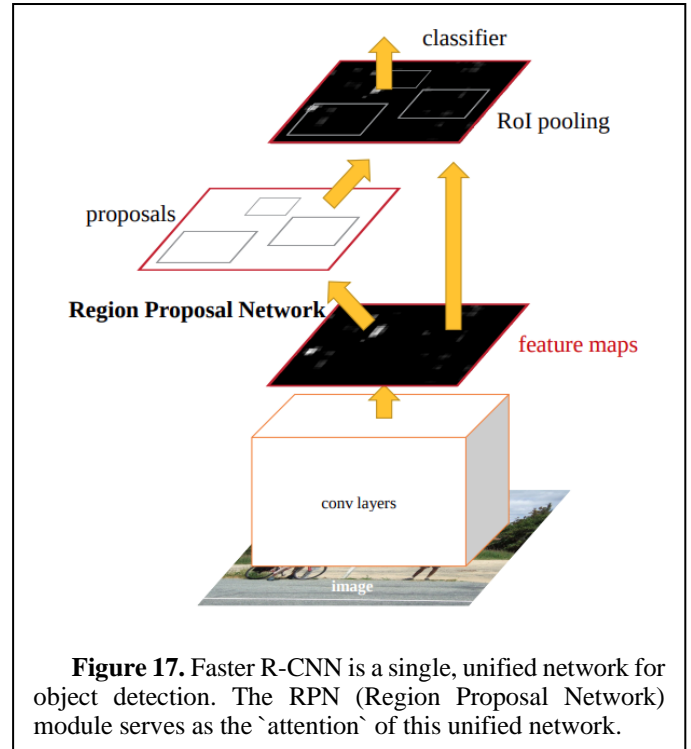 classifier
RoI pooling
proposals
Region Proposal Network
feature maps
conv layers
image
Figure 17. Faster R-CNN is a single, unified network for
object detection. The RPN (Region Proposal Network)
module serves as the `attention` of this unified network.